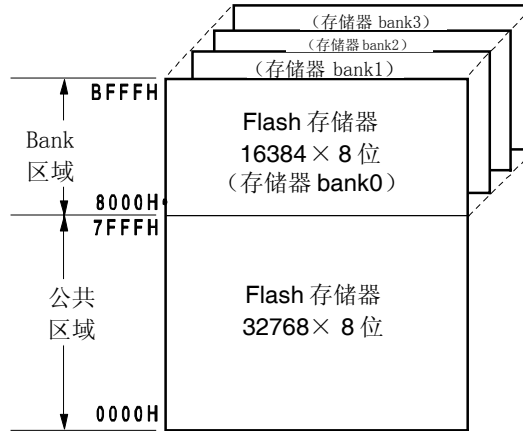 （存储器 bank3）
（存储器 bank2）
（存储器 bank1）
BFFFH
Flash 存储器
16384× 8 位
（存储器 bank0）
Bank
区域
8000H
7FFFH
公共
区域
Flash 存储器
32768× 8 位
0000H